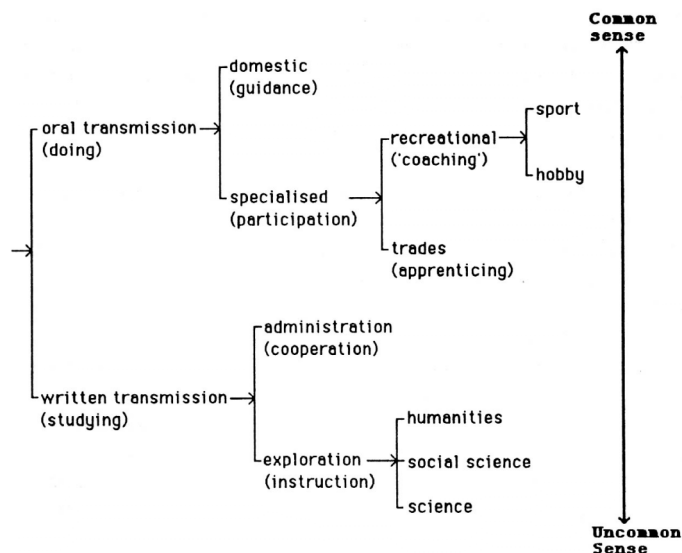 Common
sense
domestic
(guidance)
sport
oral transmission
(doing)
recreational
('coaching')
hobby
specialised
(participation)
trades
(apprenticing)
administration
(cooperation)
written transmission
(studying)
humanities
exploration
(instruction)
social science
science
Uncommon
Sense